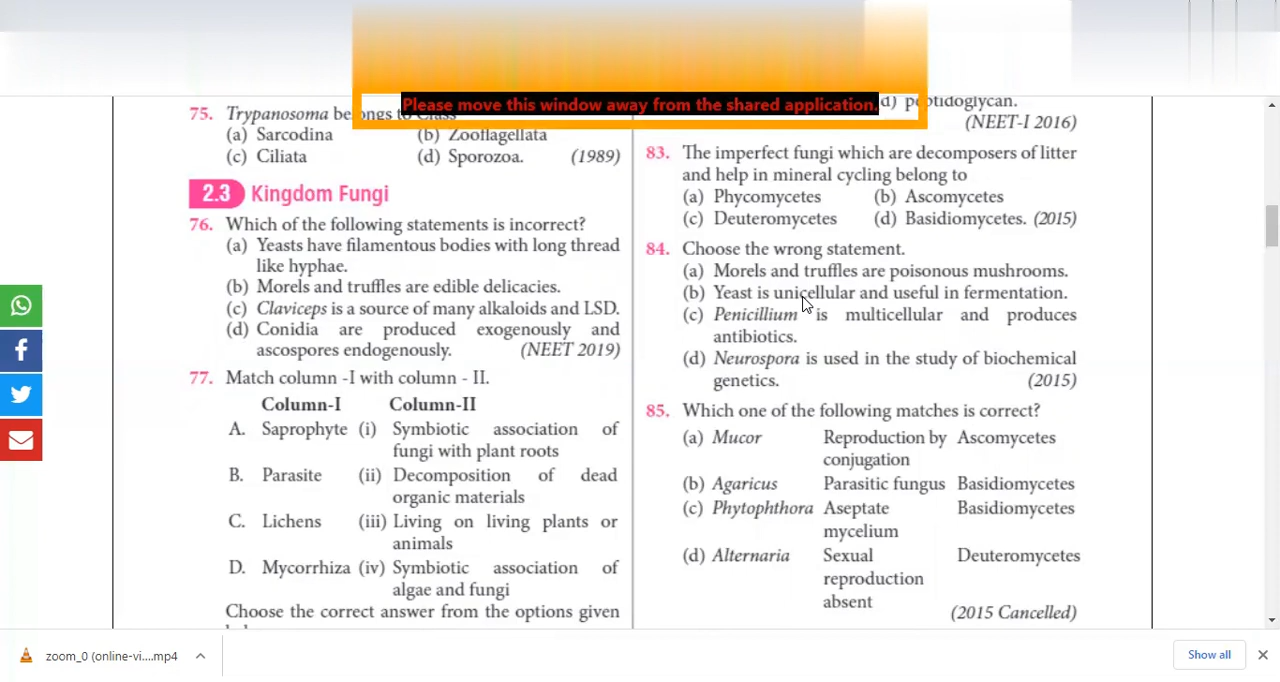 Please move this window away from the shared application.
75. Trypanosoma belongs to Class
(a) Sarcodina (b) Zooflagellata
(c) Ciliata (d) Sporozoa. (1989)
2.3 Kingdom Fungi
76. Which of the following statements is incorrect?
(a) Yeasts have filamentous bodies with long thread
like hyphae.
(b) Morels and truffles are edible delicacies.
(c) Claviceps is a source of many alkaloids and LSD.
(d) Conidia are produced exogenously and
ascospores endogenously. (NEET 2019)
77. Match column -I with column - II.
Column-I Column-II
A. Saprophyte (i) Symbiotic association of
fungi with plant roots
B. Parasite (ii) Decomposition of dead
organic materials
C. Lichens (iii) Living on living plants or
animals
D. Mycorrhiza (iv) Symbiotic association of
algae and fungi
Choose the correct answer from the options given
d) peptidoglycan.
(NEET-I 2016)
83. The imperfect fungi which are decomposers of litter
and help in mineral cycling belong to
(a) Phycomycetes (b) Ascomycetes
(c) Deuteromycetes (d) Basidiomycetes. (2015)
84. Choose the wrong statement.
(a) Morels and truffles are poisonous mushrooms.
(b) Yeast is unicellular and useful in fermentation.
(c) Penicillium is multicellular and produces
antibiotics.
(d) Neurospora is used in the study of biochemical
genetics. (2015)
85. Which one of the following matches is correct?
(a) Mucor Reproduction by Ascomycetes
conjugation
(b) Agaricus Parasitic fungus Basidiomycetes
(c) Phytophthora Aseptate Basidiomycetes
mycelium
(d) Alternaria Sexual Deuteromycetes
reproduction
absent
(2015 Cancelled)
zoom_0 (online-vi....mp4
Show all